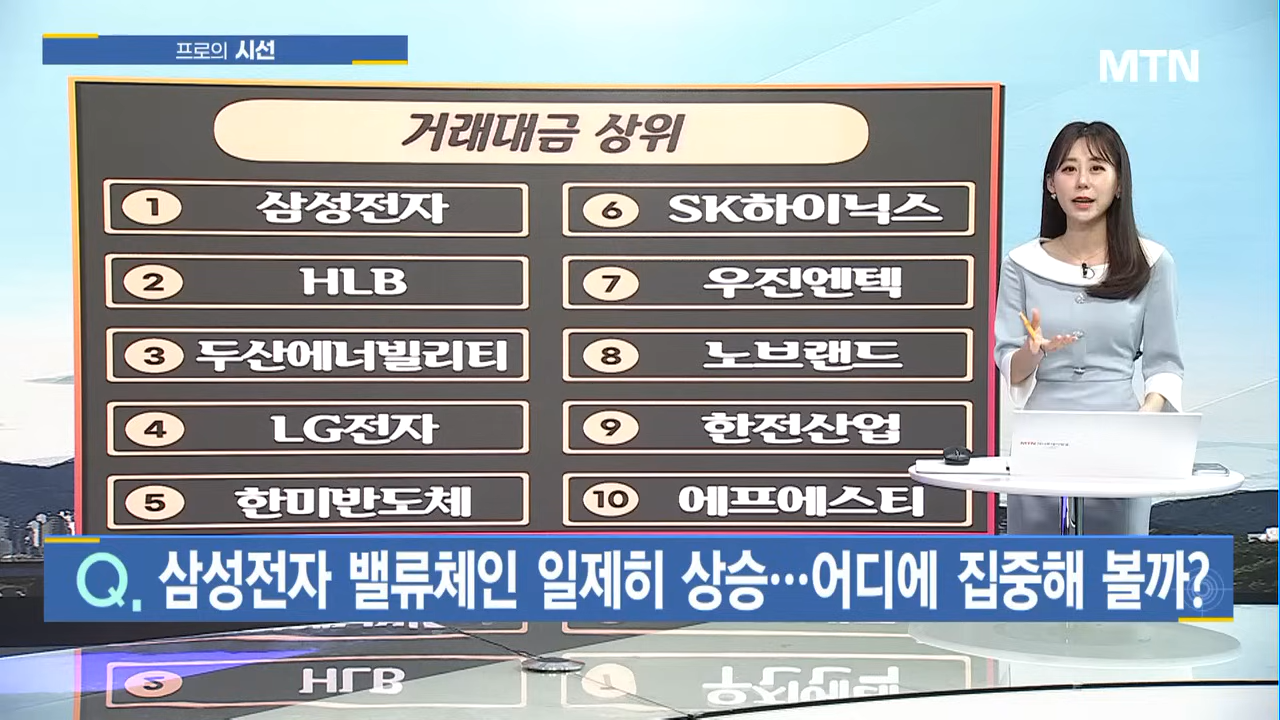 프로의 시선
MTN
거래대금 상위
1 삼성전자
2 HLB
3 두산에너빌리티
4 LG전자
5 한미반도체
6 SK하이닉스
7 우진엔텍
8 노브랜드
9 한전산업
10 에프에스티
MTN
Q. 삼성전자 밸류체인 일제히 상승…어디에 집중해 볼까?
HLB